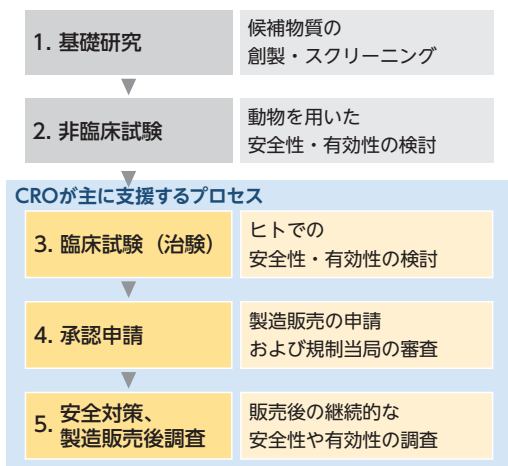 1. 基礎研究
候補物質の
創製・スクリーニング
2. 非臨床試験
動物を用いた
安全性・有効性の検討
CROが主に支援するプロセス
3. 臨床試験（治験）
ヒトでの
安全性・有効性の検討
4. 承認申請
製造販売の申請
および規制当局の審査
5. 安全対策、
製造販売後調査
販売後の継続的な
安全性や有効性の調査